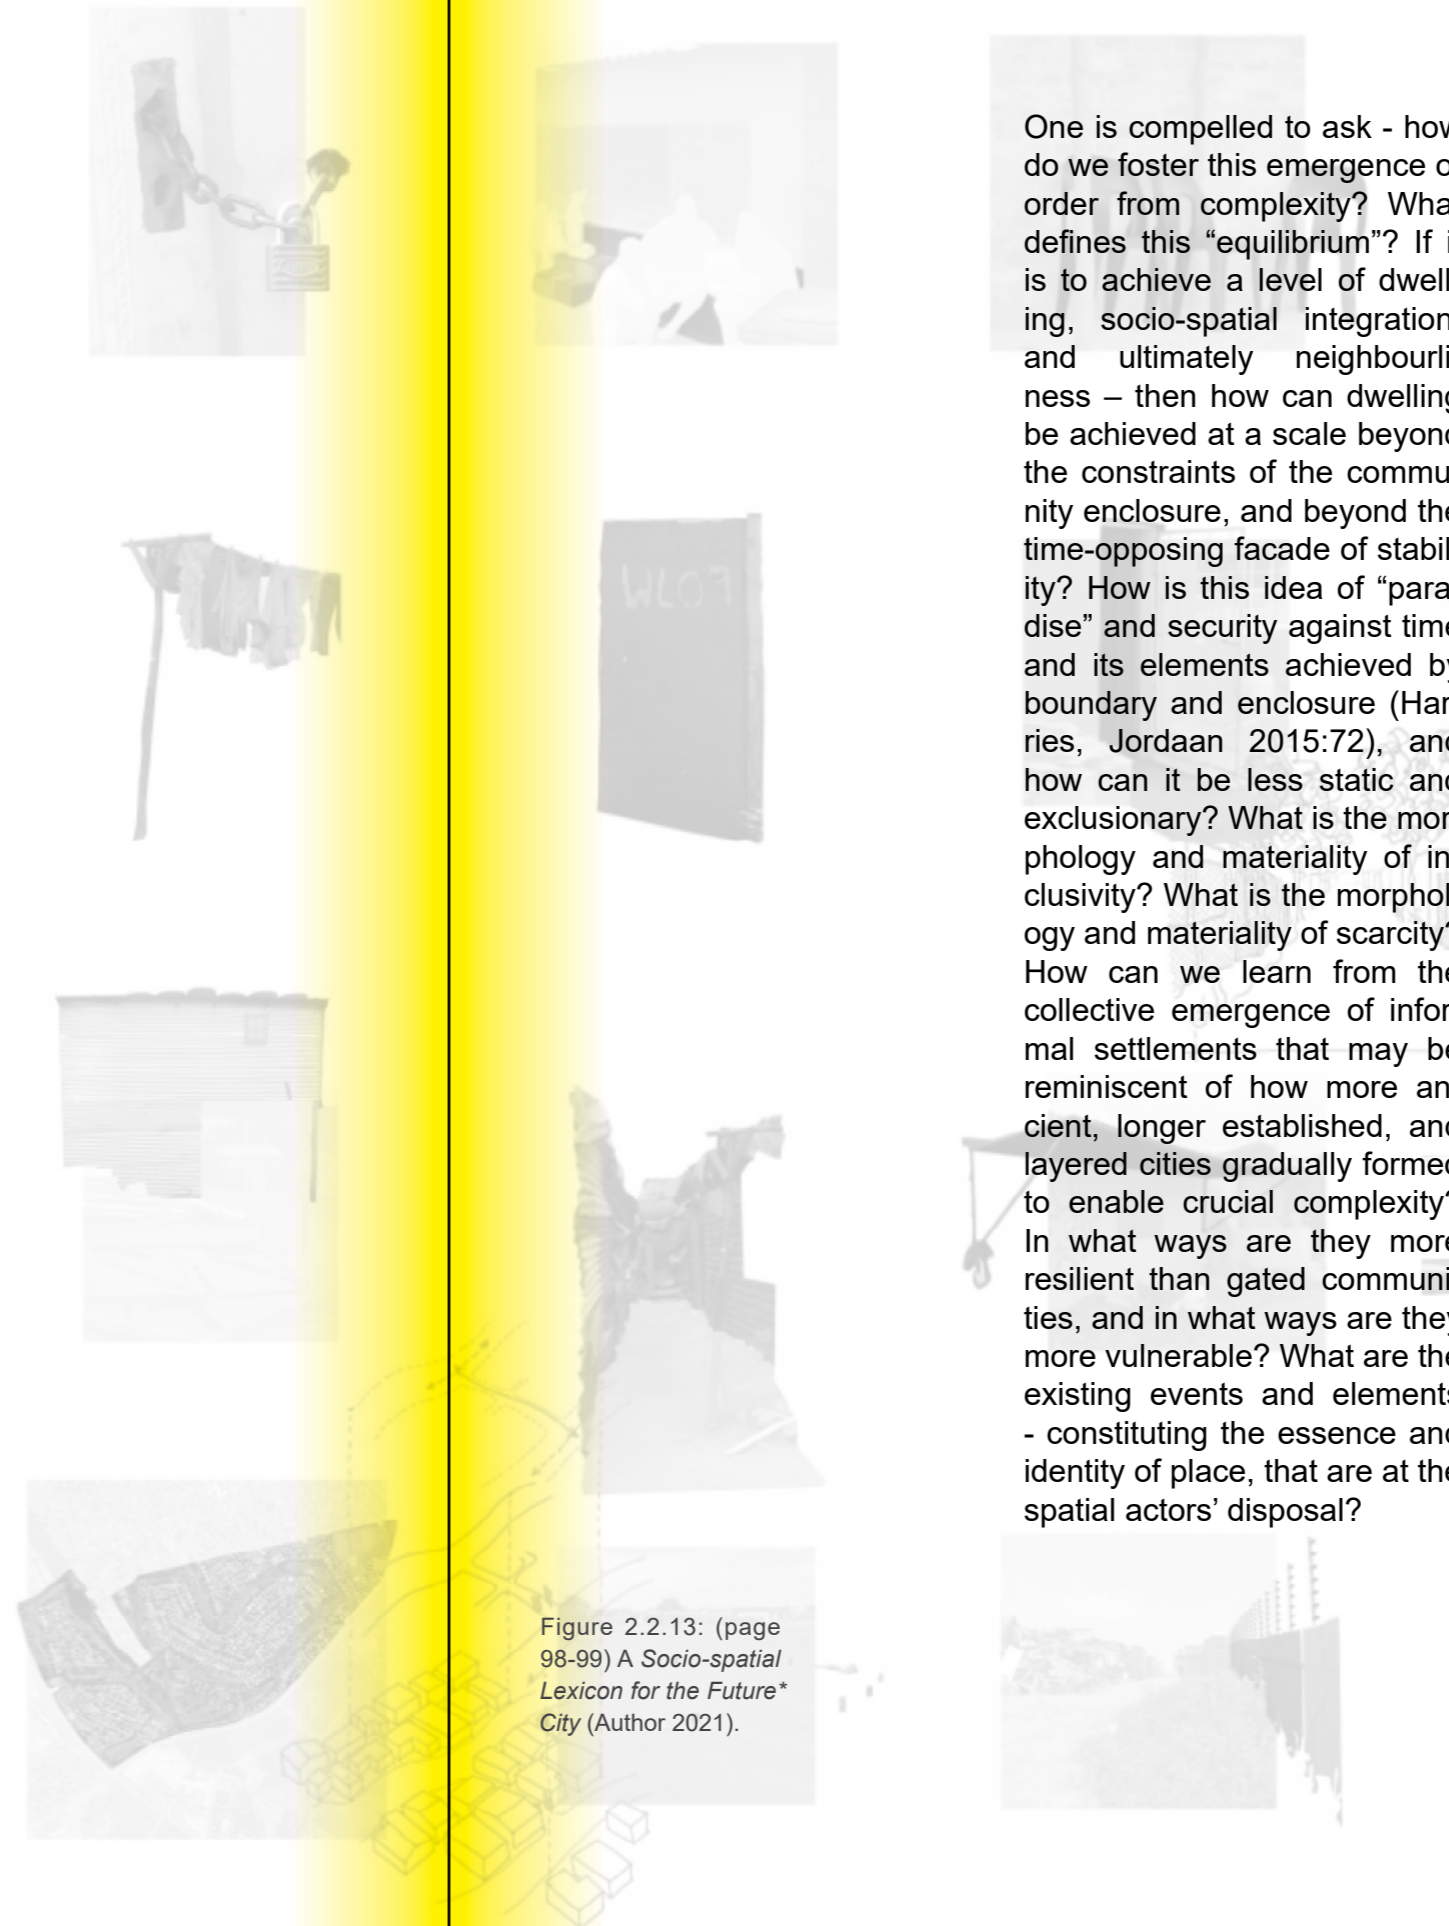 One is compelled to ask - how
do we foster this emergence o
order from complexity? Wha
defines this “equilibrium”? If i
is to achieve a level of dwell
ing, socio-spatial integration
and ultimately neighbourli
ness – then how can dwelling
be achieved at a scale beyond
the constraints of the commu
nity enclosure, and beyond the
time-opposing facade of stabil
ity? How is this idea of “para
dise” and security against time
and its elements achieved by
boundary and enclosure (Har
ries, Jordaan 2015:72), and
how can it be less static and
exclusionary? What is the mor
phology and materiality of in
clusivity? What is the morphol
ogy and materiality of scarcity?
How can we learn from the
collective emergence of infor
mal settlements that may be
reminiscent of how more an
cient, longer established, and
layered cities gradually formed
to enable crucial complexity?
In what ways are they more
resilient than gated communi
ties, and in what ways are they
more vulnerable? What are the
existing events and elements
- constituting the essence and
identity of place, that are at the
spatial actors’ disposal?
WL07
Figure 2.2.13: (page
98-99) A Socio-spatial
Lexicon for the Future*
City (Author 2021).